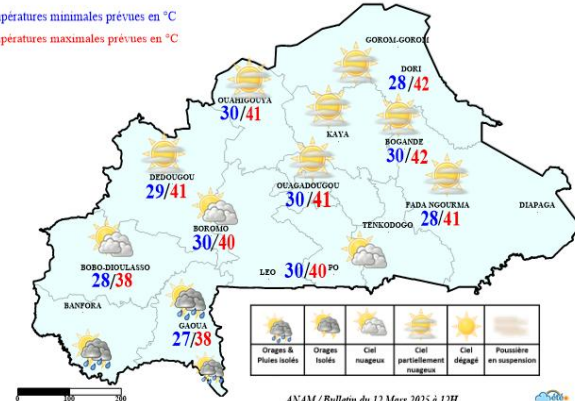 pératures minimales prévues en °C
pératures maximales prévues en °C
GOROM-GOROM
DORI
28/42
OUAHIGOUYA
30/41
KAYA
BOGANDE
30/42
DEDOUGOU
29/41
OUAGADOUGOU
30/41
FADA NGOURMA
28/41
DIAPAGA
BOROMO
30/40
TENKODOGO
BOBO-DIOULASSO
28/38
LEO
30/40 PO
BANFORA
GAOUA
27/38
Orages &
Pluies isolés
Orages
Isolés
Ciel
nuageux
Ciel
partiellement
nuageux
Ciel
dégagé
Poussière
en suspension
0 100 200
ANAM / Bulletin du 12 Mars 2025 à 12H